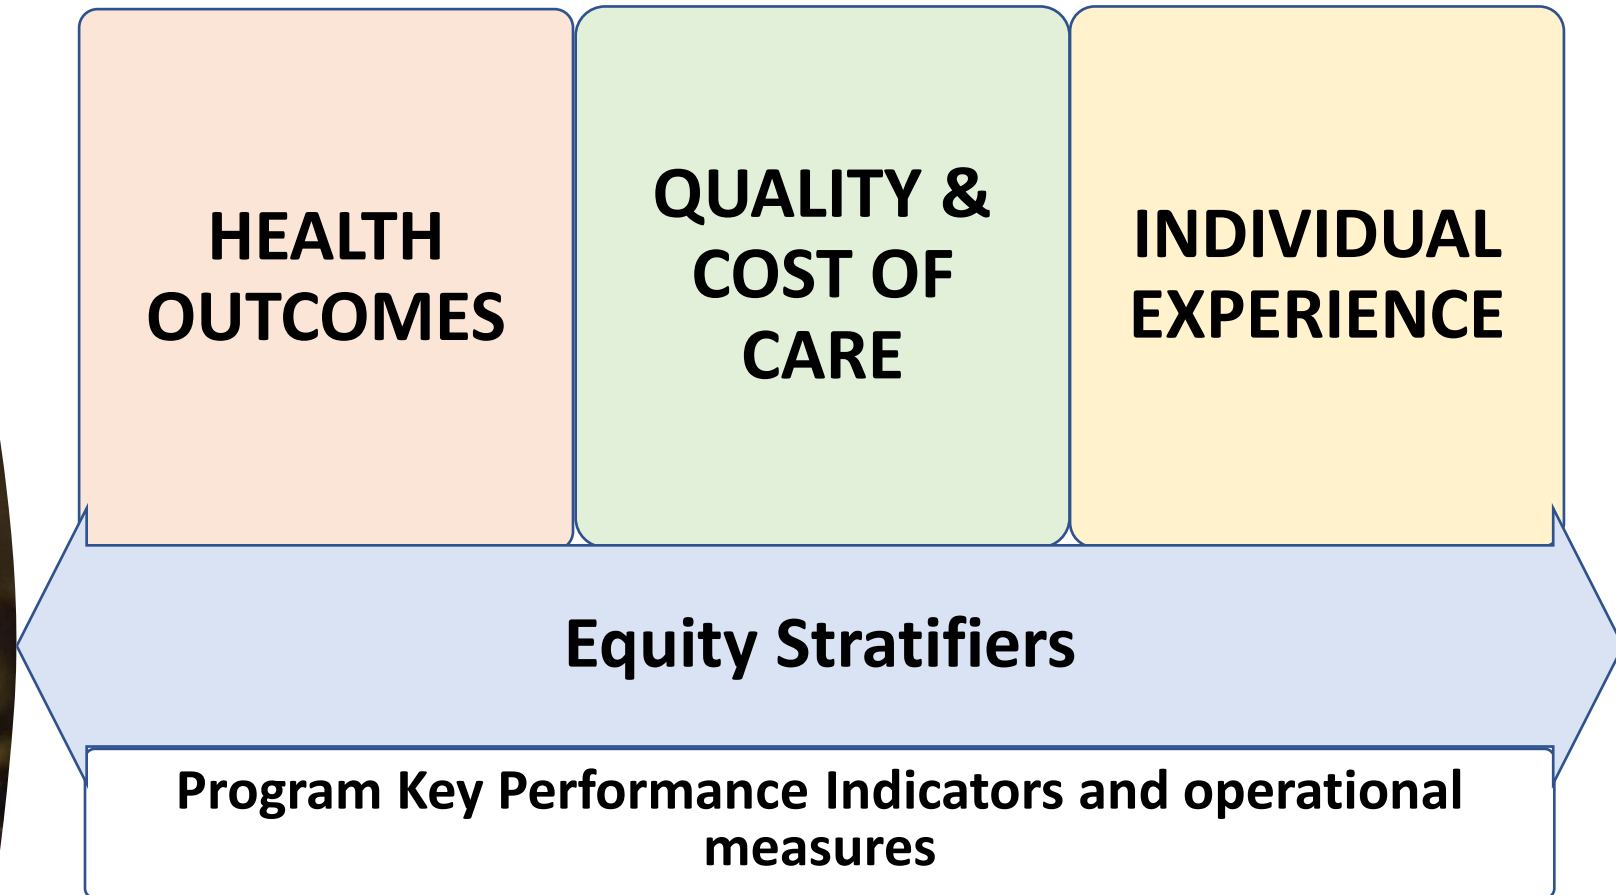 HEALTH
OUTCOMES
QUALITY &
COST OF
CARE
INDIVIDUAL
EXPERIENCE
Equity Stratifiers
Program Key Performance Indicators and operational
measures